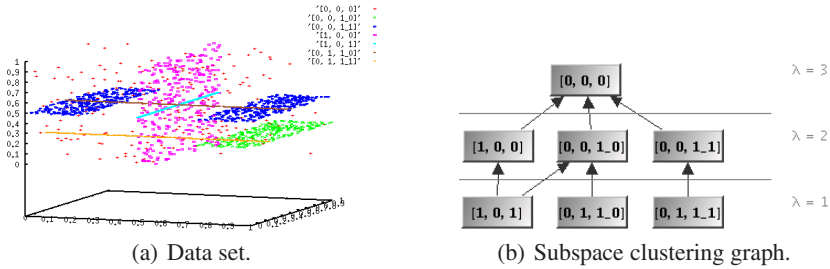 '[0, 0, 0]'
'[0, 0, 1_0]'
'[0, 0, 1_1]'
'[1, 0, 0]'
'[1, 0, 1]'
'[0, 1, 1_0]'
'[0, 1, 1_1]'
1
0.9
0.8
0.7
0.6
0.5
0.4
0.3
0.2
0.1
0
0 0.1 0.2 0.3 0.4 0.5 0.6 0.7 0.8 0.9 1
(a) Data set.
[0, 0, 0]
λ = 3
[1, 0, 0]
[0, 0, 1_0]
[0, 0, 1_1]
λ = 2
[1, 0, 1]
[0, 1, 1_0]
[0, 1, 1_1]
λ = 1
(b) Subspace clustering graph.